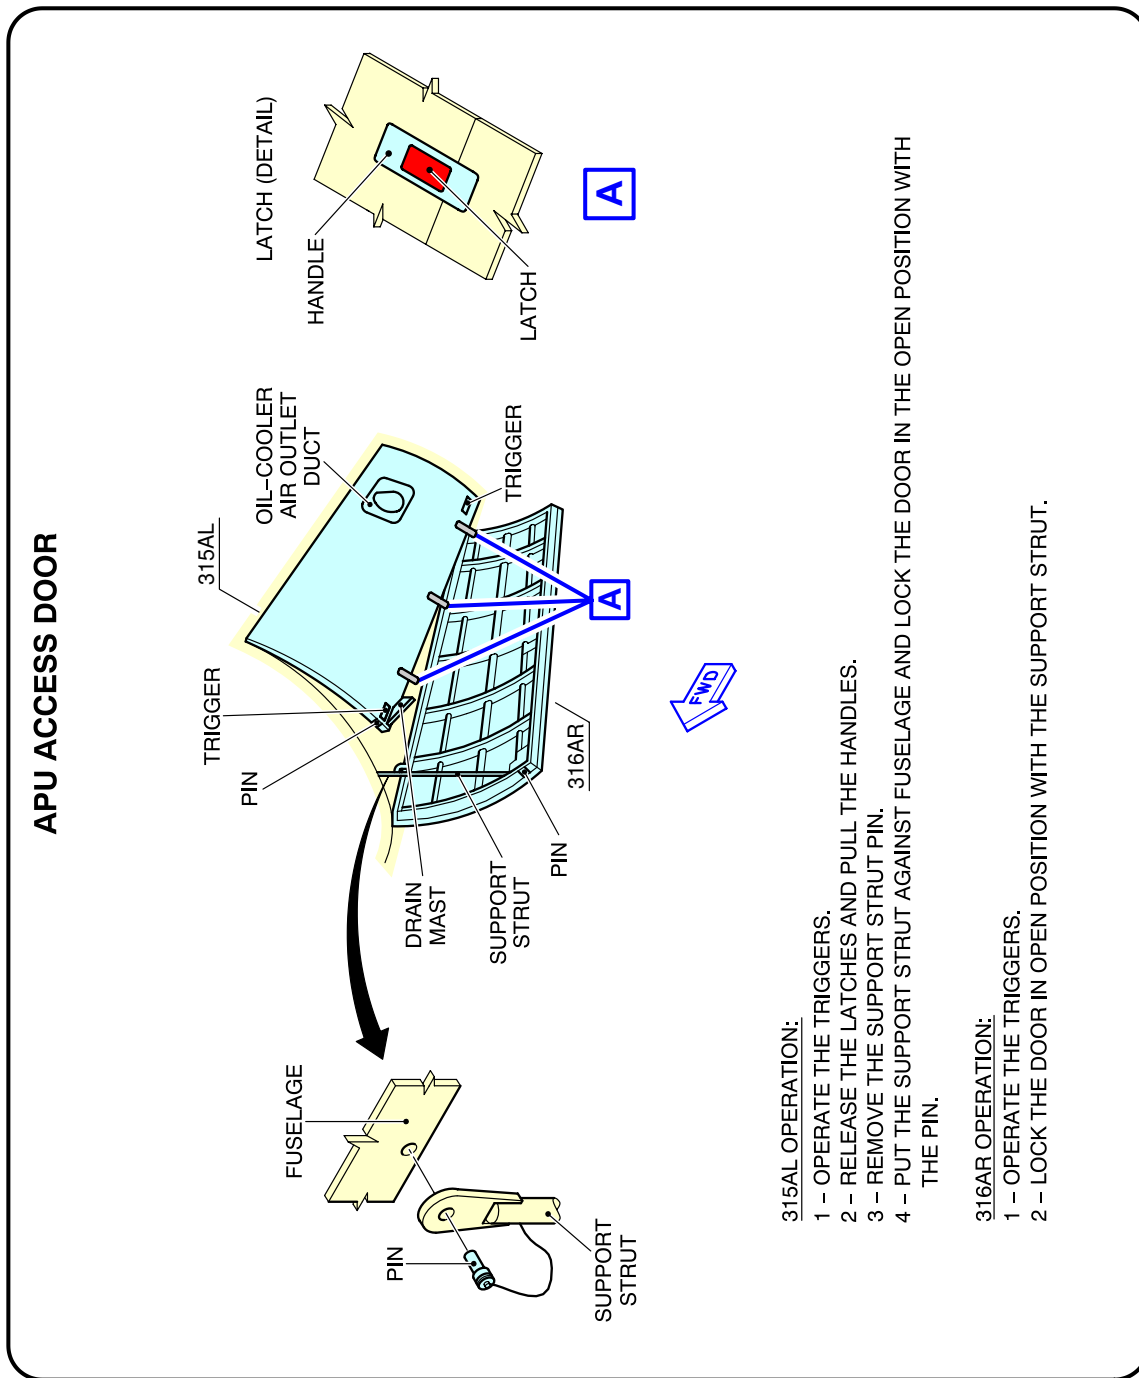 APU ACCESS DOOR
LATCH (DETAIL)
HANDLE
LATCH
A
315AL
OIL–COOLER
AIR OUTLET
DUCT
TRIGGER
TRIGGER
PIN
A
316AR
DRAIN
MAST
SUPPORT
STRUT
PIN
FWD
FUSELAGE
PIN
SUPPORT
STRUT
315AL OPERATION:
1 – OPERATE THE TRIGGERS.
2 – RELEASE THE LATCHES AND PULL THE HANDLES.
3 – REMOVE THE SUPPORT STRUT PIN.
4 – PUT THE SUPPORT STRUT AGAINST FUSELAGE AND LOCK THE DOOR IN THE OPEN POSITION WITH
THE PIN.
316AR OPERATION:
1 – OPERATE THE TRIGGERS.
2 – LOCK THE DOOR IN OPEN POSITION WITH THE SUPPORT STRUT.